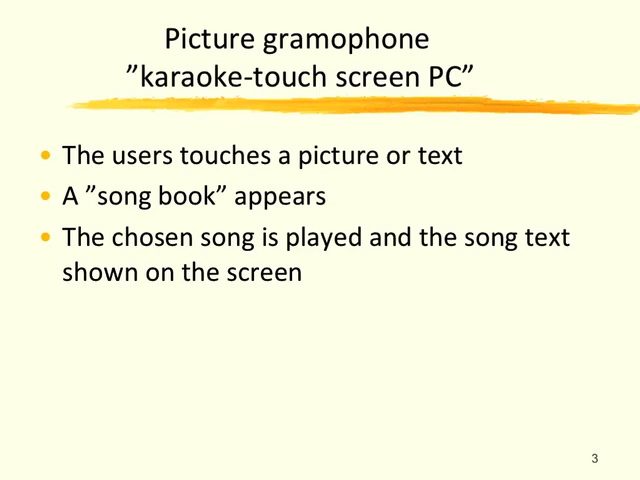 Picture gramophone
”karaoke-touch screen PC”
• The users touches a picture or text
• A ”song book” appears
• The chosen song is played and the song text
shown on the screen
3